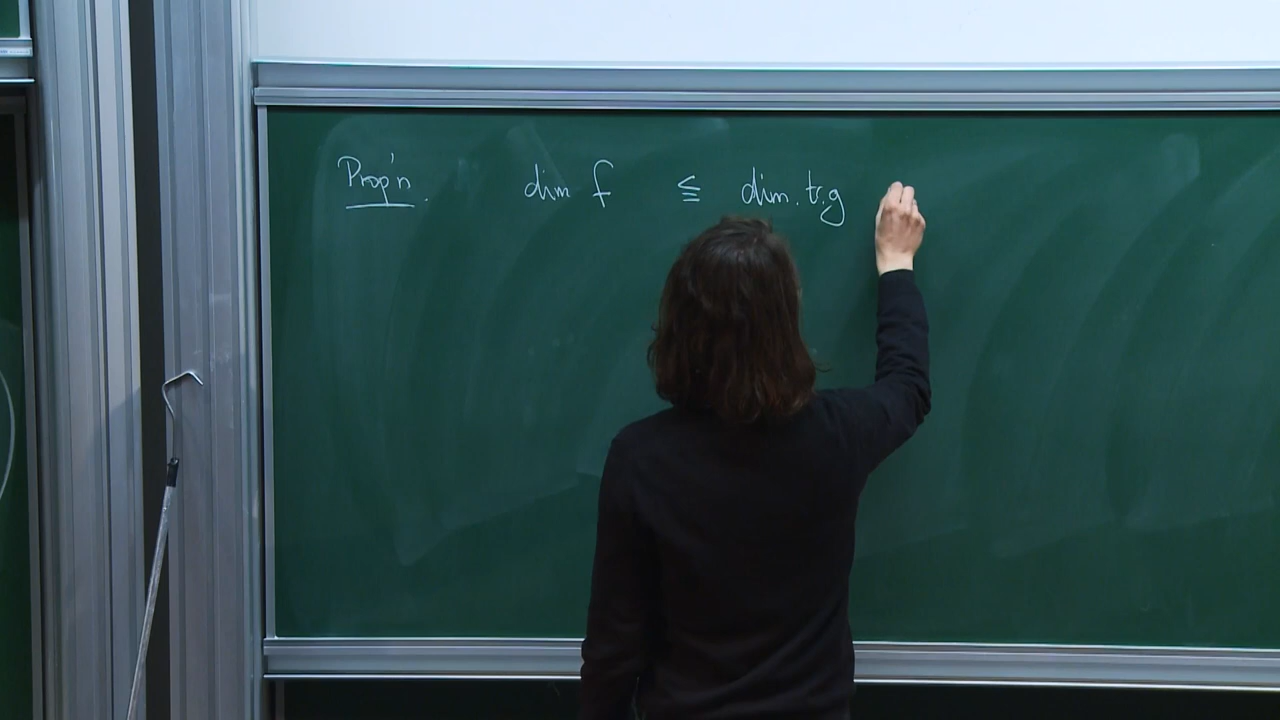 Prop'n. dim f ≦ dim. tr. g